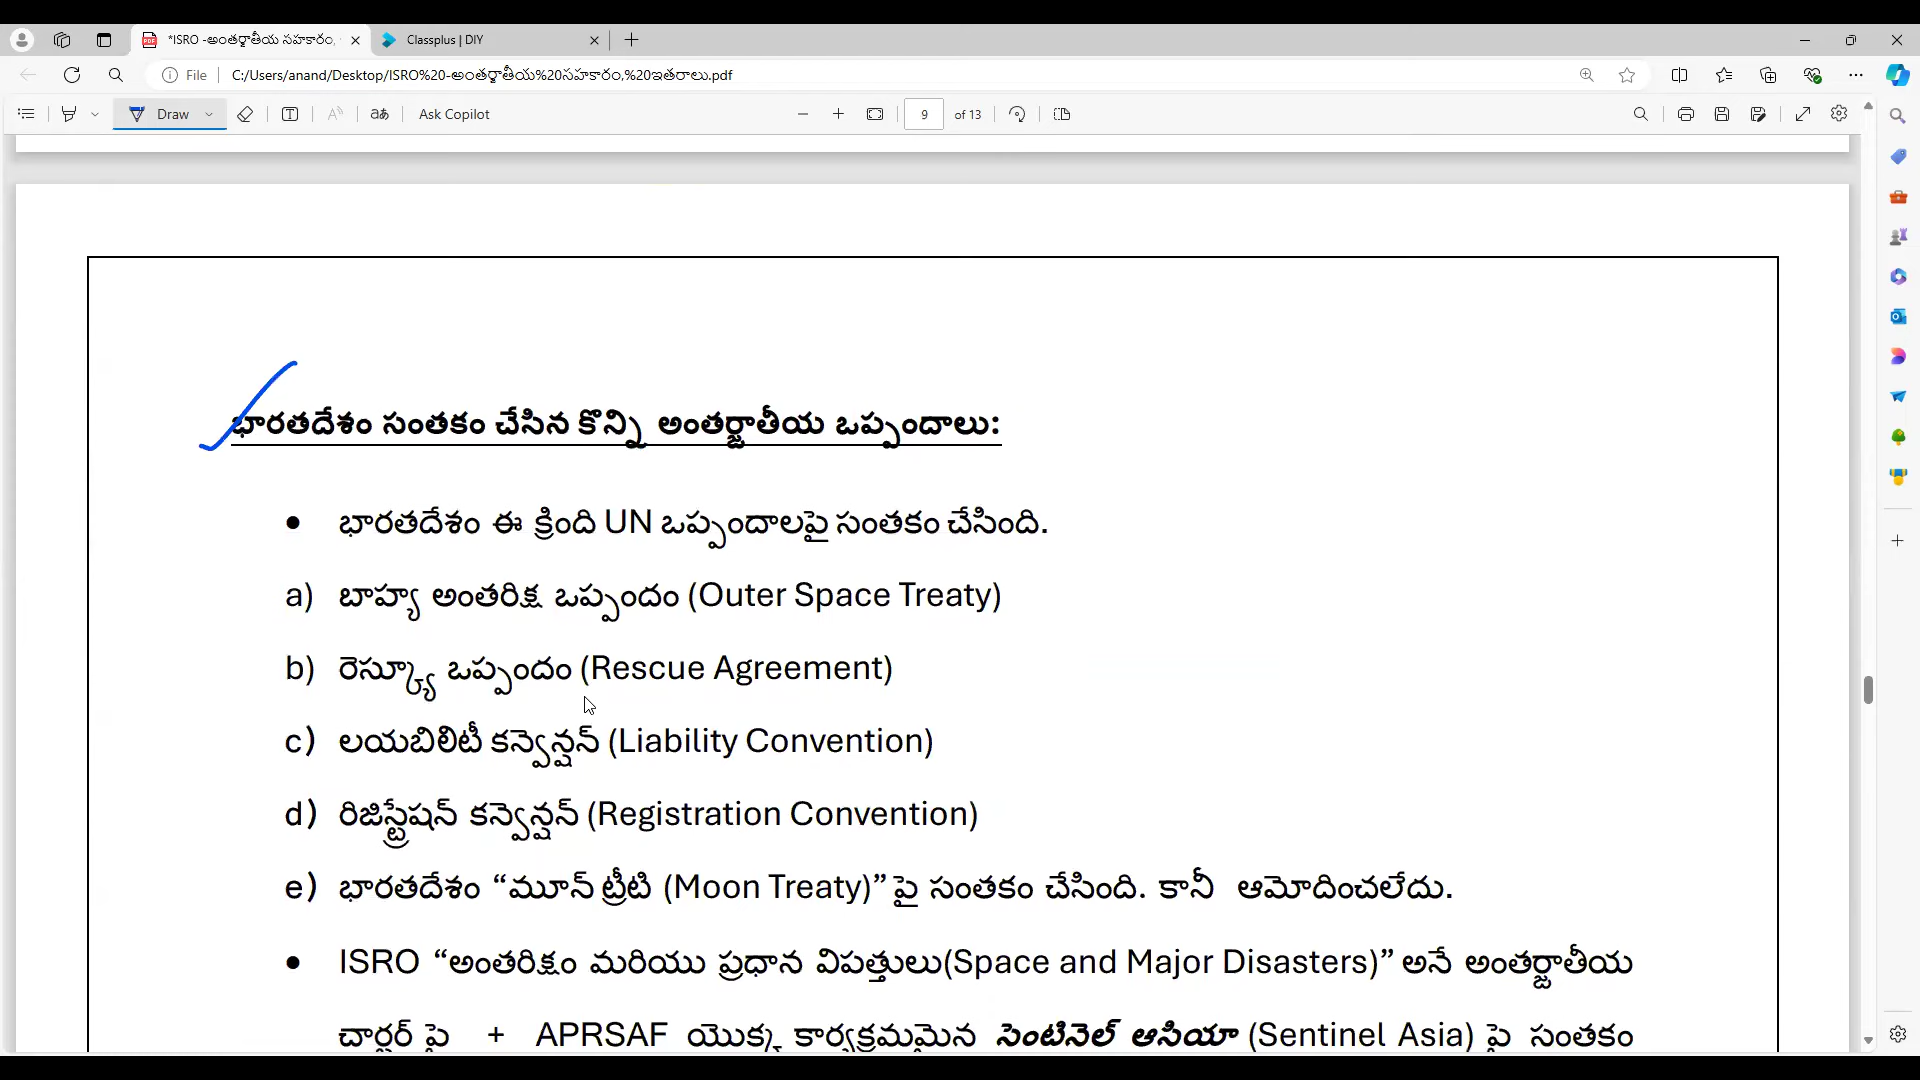 *ISRO -అంతర్జాతీయ సహకారం,
Classplus | DIY
File
C:/Users/anand/Desktop/ISRO%20-అంతర్జాతీయ%20సహకారం,%20ఇతరాలు.pdf
Draw
aあ
Ask Copilot
9 of 13
భారతదేశం సంతకం చేసిన కొన్ని అంతర్జాతీయ ఒప్పందాలు:
• భారతదేశం ఈ క్రింది UN ఒప్పందాలపై సంతకం చేసింది.
a) బాహ్య అంతరిక్ష ఒప్పందం (Outer Space Treaty)
b) రెస్క్యూ ఒప్పందం (Rescue Agreement)
c) లయబిలిటీ కన్వెన్షన్ (Liability Convention)
d) రిజిస్ట్రేషన్ కన్వెన్షన్ (Registration Convention)
e) భారతదేశం “మూన్ ట్రీటి (Moon Treaty)” పై సంతకం చేసింది. కానీ ఆమోదించలేదు.
• ISRO “అంతరిక్షం మరియు ప్రధాన విపత్తులు(Space and Major Disasters)” అనే అంతర్జాతీయ
చార్టర్ పై + APRSAF యొక్క కార్యక్రమమైన సెంటినెల్ ఆసియా (Sentinel Asia) పై సంతకం